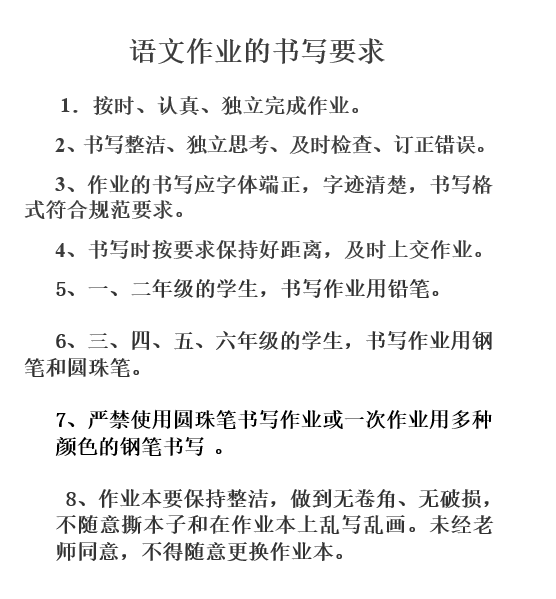 语文作业的书写要求
1．按时、认真、独立完成作业。
2、书写整洁、独立思考、及时检查、订正错误。
3、作业的书写应字体端正，字迹清楚，书写格
式符合规范要求。
4、书写时按要求保持好距离，及时上交作业。
5、一、二年级的学生，书写作业用铅笔。
6、三、四、五、六年级的学生，书写作业用钢
笔和圆珠笔。
7、严禁使用圆珠笔书写作业或一次作业用多种
颜色的钢笔书写 。
8、作业本要保持整洁，做到无卷角、无破损，
不随意撕本子和在作业本上乱写乱画。未经老
师同意，不得随意更换作业本。